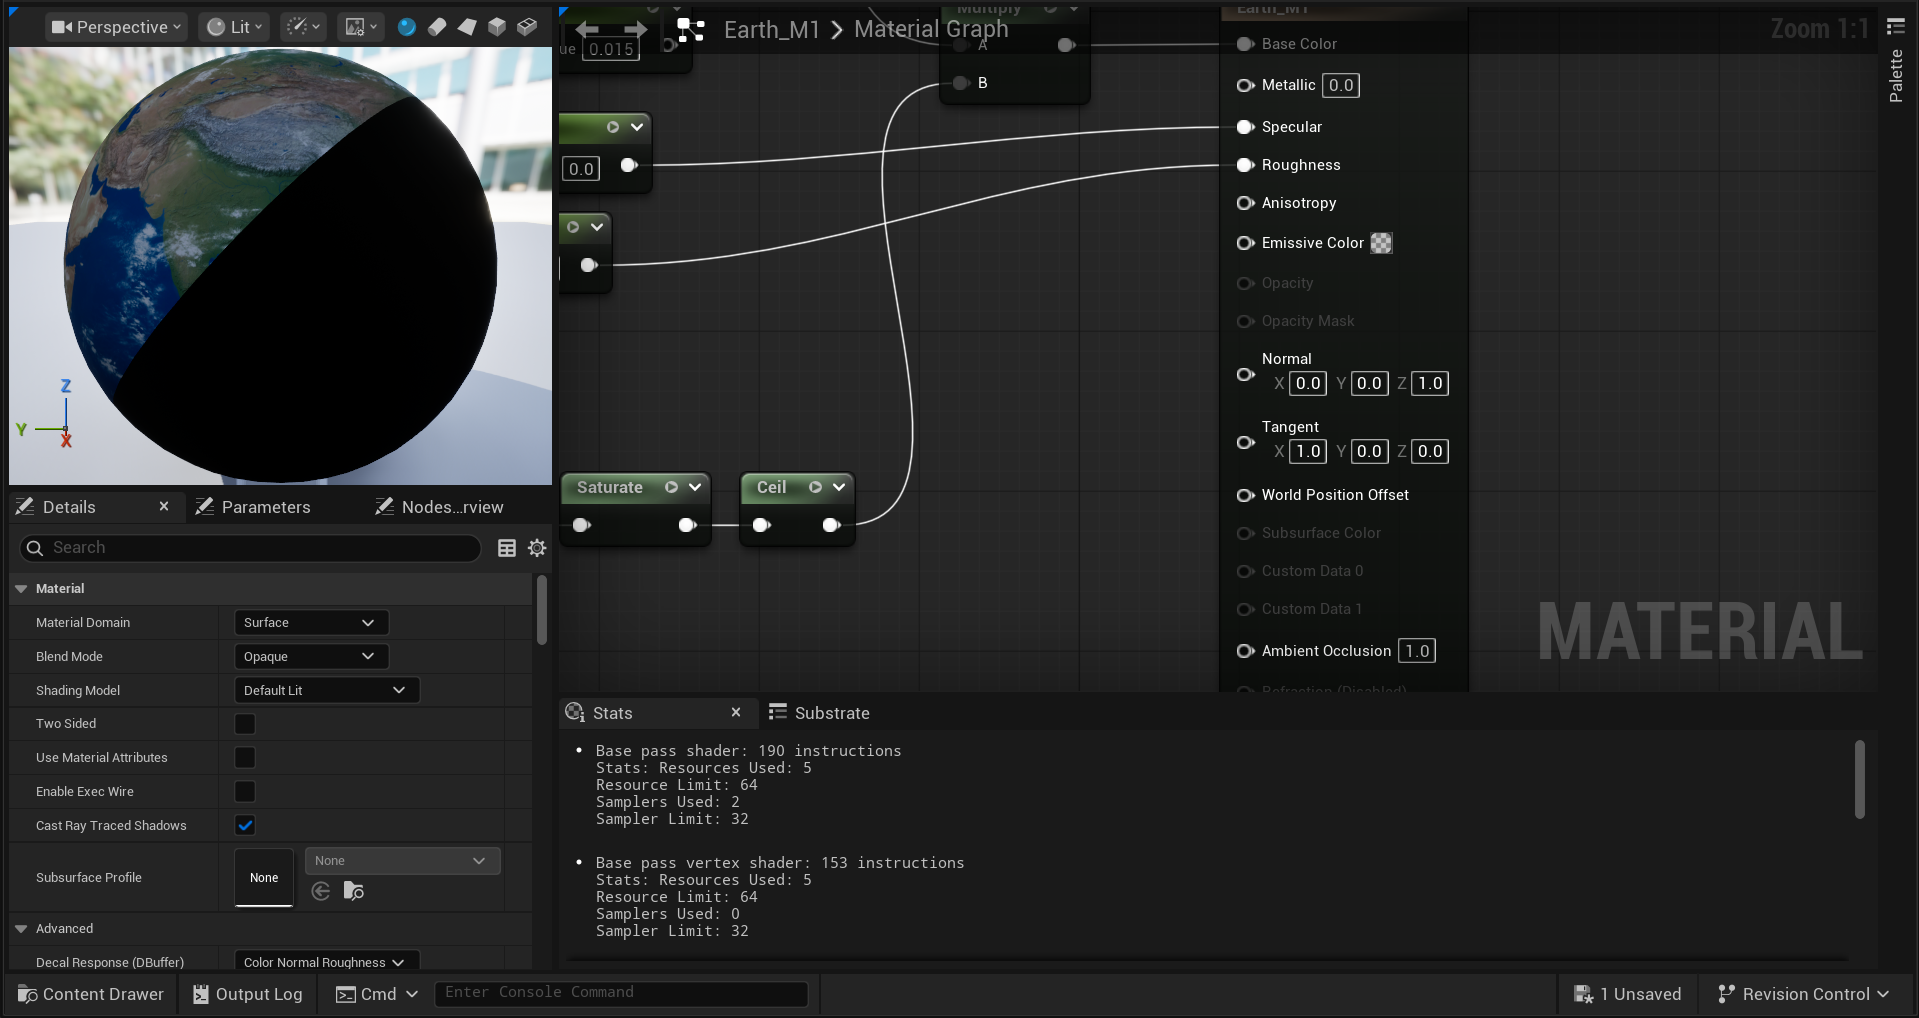 Perspective
Lit
Earth_M1
Material Graph
Zoom 1:1
Palette
Multiply
A
B
ue 0.015
0.0
Earth_M1
Base Color
Metallic 0.0
Specular
Roughness
Anisotropy
Emissive Color
Opacity
Opacity Mask
Normal
X 0.0 Y 0.0 Z 1.0
Tangent
X 1.0 Y 0.0 Z 0.0
World Position Offset
Subsurface Color
Custom Data 0
Custom Data 1
Ambient Occlusion 1.0
Refraction (Disabled)
Saturate
Ceil
MATERIAL
Z
Y
X
Details
Parameters
Nodes...rview
Search
Material
Material Domain Surface
Blend Mode Opaque
Shading Model Default Lit
Two Sided
Use Material Attributes
Enable Exec Wire
Cast Ray Traced Shadows
Subsurface Profile None None
Advanced
Decal Response (DBuffer) Color Normal Roughness
Stats
Substrate
• Base pass shader: 190 instructions
Stats: Resources Used: 5
Resource Limit: 64
Samplers Used: 2
Sampler Limit: 32
• Base pass vertex shader: 153 instructions
Stats: Resources Used: 5
Resource Limit: 64
Samplers Used: 0
Sampler Limit: 32
Content Drawer
Output Log
Cmd
Enter Console Command
1 Unsaved
Revision Control